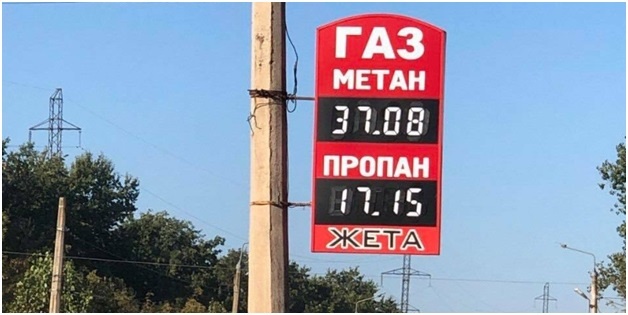 ГАЗ
МЕТАН
37.08
ПРОПАН
17.15
ЖЕТА